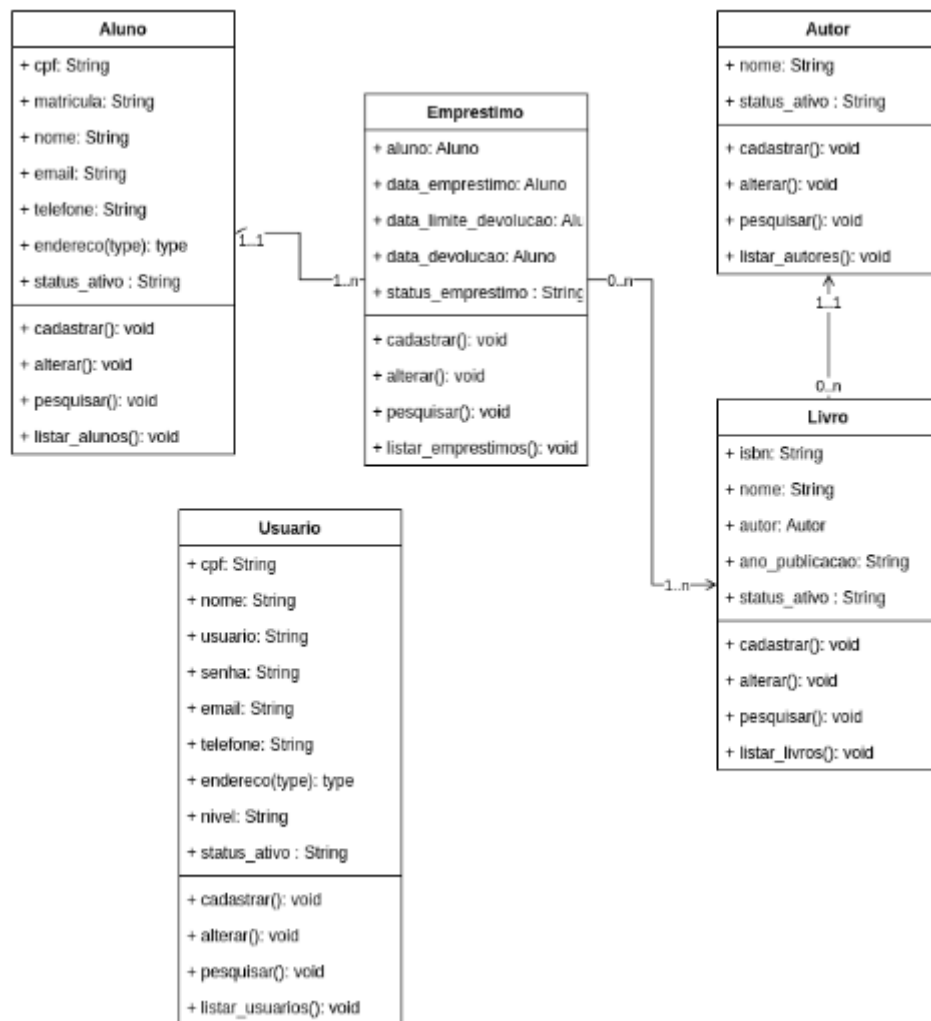 Aluno
+ cpf: String
+ matricula: String
+ nome: String
+ email: String
+ telefone: String
+ endereco(type): type
+ status_ativo : String
+ cadastrar(): void
+ alterar(): void
+ pesquisar(): void
+ listar_alunos(): void
1..1
1..n
Emprestimo
+ aluno: Aluno
+ data_emprestimo: Aluno
+ data_limite_devolucao: Alu
+ data_devolucao: Aluno
+ status_emprestimo : String
+ cadastrar(): void
+ alterar(): void
+ pesquisar(): void
+ listar_emprestimos(): void
0..n
1..n
Autor
+ nome: String
+ status_ativo : String
+ cadastrar(): void
+ alterar(): void
+ pesquisar(): void
+ listar_autores(): void
1..1
0..n
Livro
+ isbn: String
+ nome: String
+ autor: Autor
+ ano_publicacao: String
+ status_ativo : String
+ cadastrar(): void
+ alterar(): void
+ pesquisar(): void
+ listar_livros(): void
Usuario
+ cpf: String
+ nome: String
+ usuario: String
+ senha: String
+ email: String
+ telefone: String
+ endereco(type): type
+ nivel: String
+ status_ativo : String
+ cadastrar(): void
+ alterar(): void
+ pesquisar(): void
+ listar_usuarios(): void